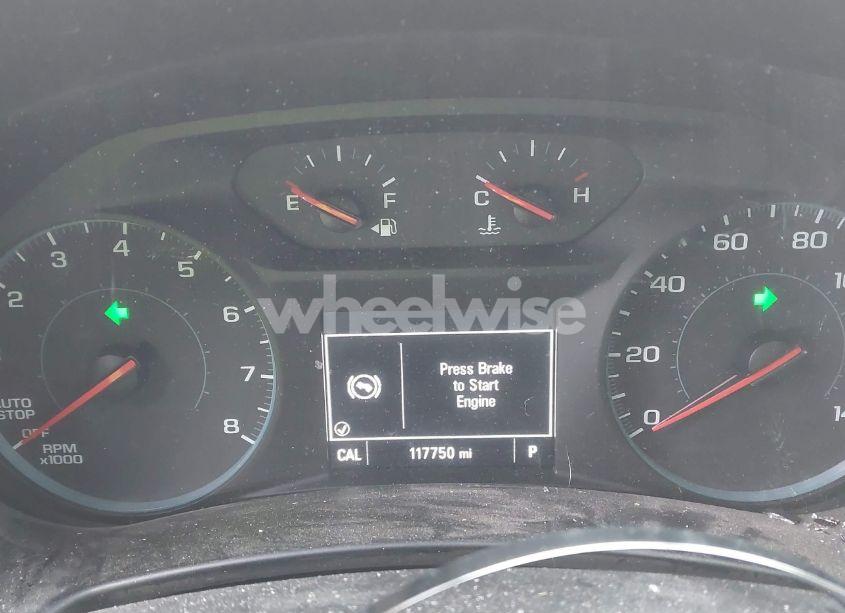 E F
C H
2 3 4 5 6 7 8
AUTO
STOP
OFF
RPM
x1000
0 20 40 60 80
wheelwise
Press Brake
to Start
Engine
CAL 117750 mi P